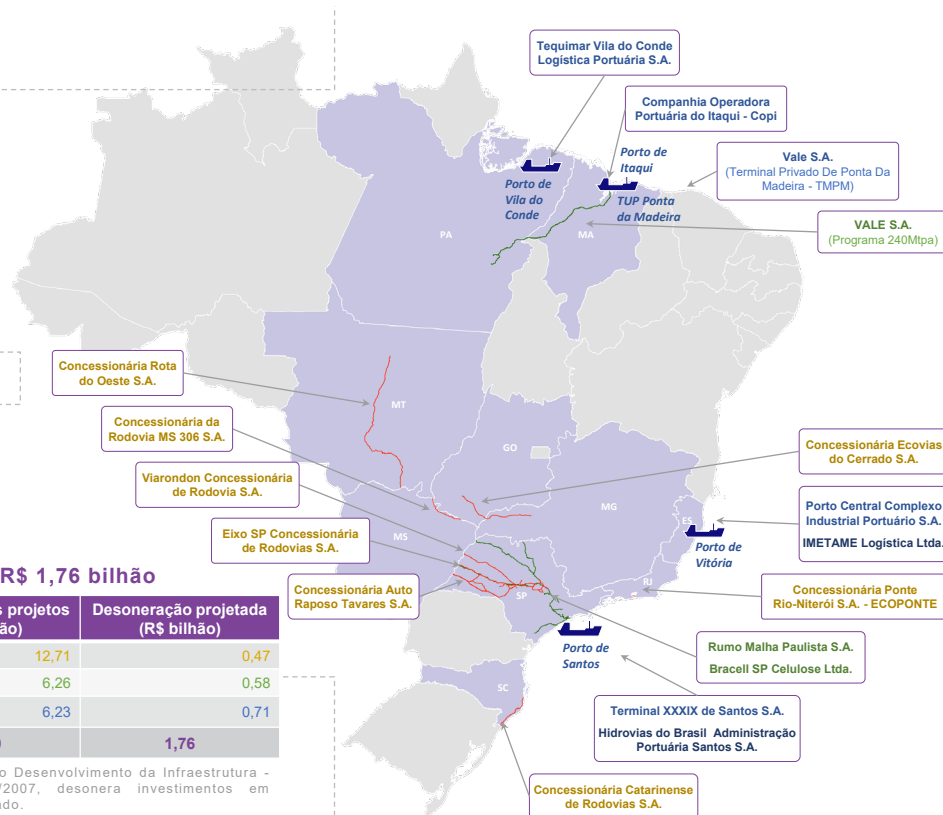 Tequimar Vila do Conde
Logística Portuária S.A.
Companhia Operadora
Portuária do Itaqui - Copi
Porto de
Itaqui
Vale S.A.
(Terminal Privado De Ponta Da
Madeira - TMPM)
Porto de
Vila do
Conde
TUP Ponta
da Madeira
VALE S.A.
(Programa 240Mtpa)
PA
MA
Concessionária Rota
do Oeste S.A.
MT
Concessionária da
Rodovia MS 306 S.A.
GO
Concessionária Ecovias
do Cerrado S.A.
Viarondon Concessionária
de Rodovia S.A.
MG
Porto Central Complexo
Industrial Portuário S.A.
IMETAME Logística Ltda.
ES
Eixo SP Concessionária
de Rodovias S.A.
MS
Porto de
Vitória
R$ 1,76 bilhão
Concessionária Auto
Raposo Tavares S.A.
SP
RJ
Concessionária Ponte
Rio-Niterói S.A. - ECOPONTE
projetos
Desoneração projetada
(R$ bilhão)
12,71
0,47
6,26
0,58
6,23
0,71
1,76
Porto de
Santos
Rumo Malha Paulista S.A.
Bracell SP Celulose Ltda.
SC
Terminal XXXIX de Santos S.A.
Hidrovias do Brasil Administração
Portuária Santos S.A.
o Desenvolvimento da Infraestrutura -
/2007, desonera investimentos em
Concessionária Catarinense
de Rodovias S.A.